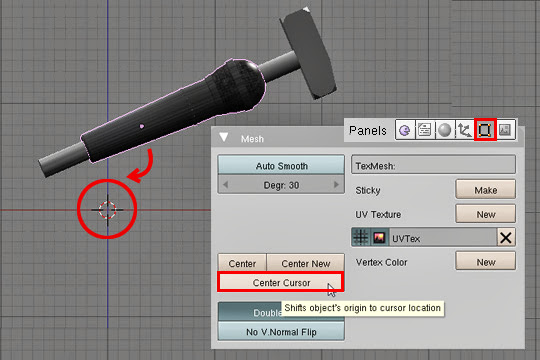 Panels
Mesh
Auto Smooth
TexMesh:
Degr: 30
Sticky
Make
UV Texture
New
UVTex
Center
Center New
Vertex Color
New
Center Cursor
Shifts object's origin to cursor location
Double
No V.Normal Flip